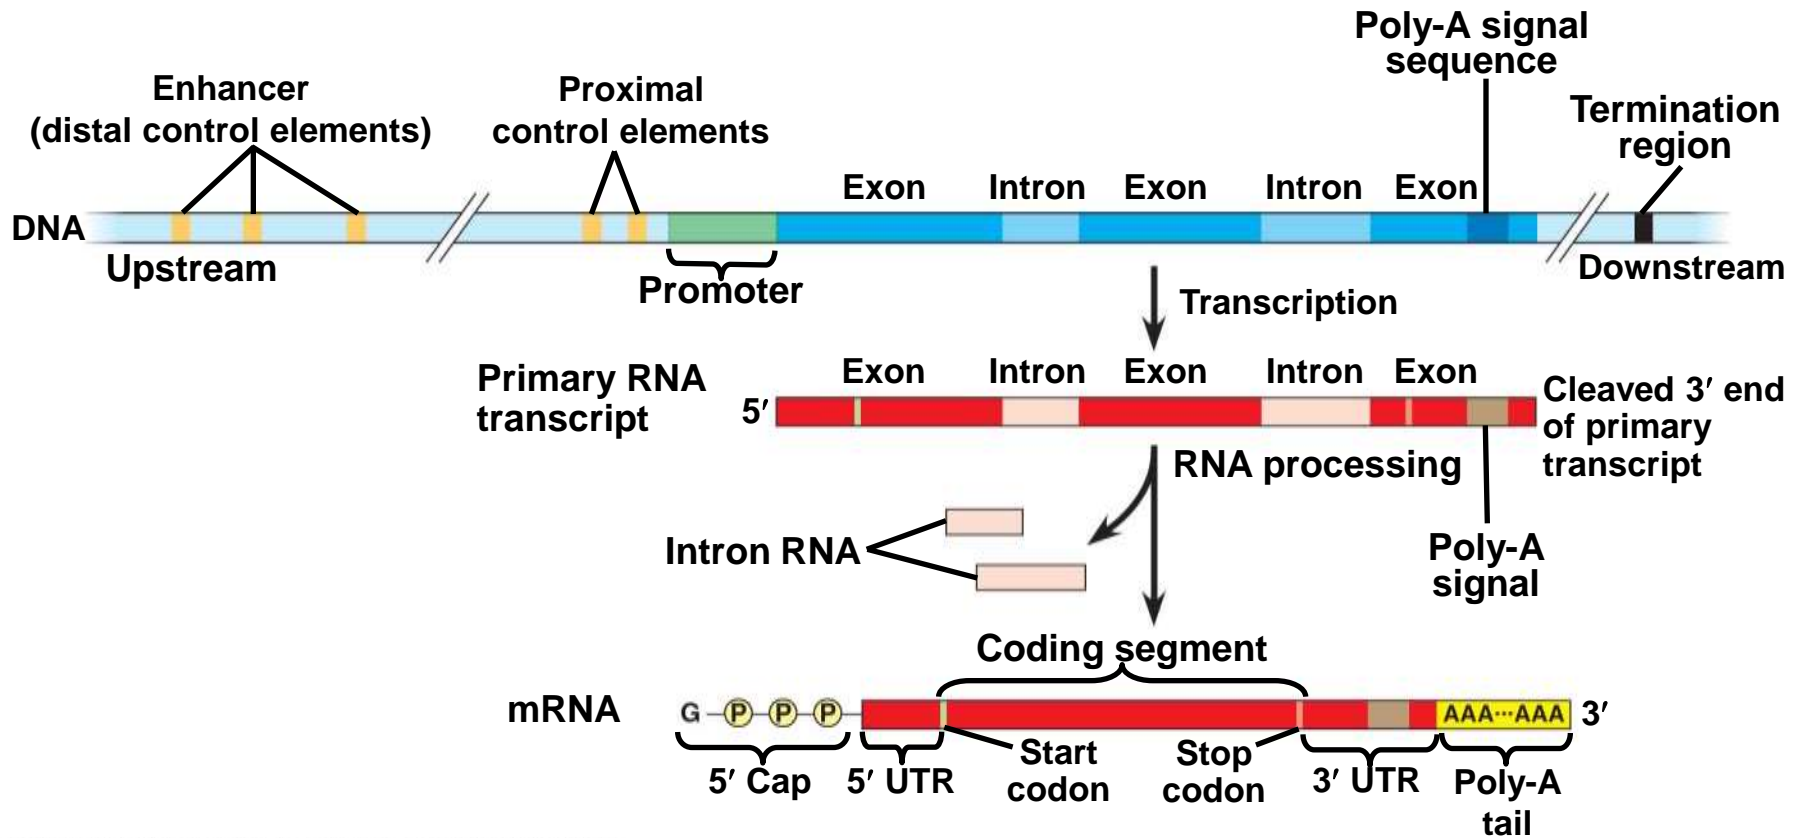 Poly-A signal
sequence
Enhancer
(distal control elements)
Proximal
control elements
Termination
region
Exon Intron Exon Intron Exon
DNA
Upstream
Downstream
Promoter
Transcription
Primary RNA
transcript
Exon Intron Exon Intron Exon
5′
Cleaved 3′ end
of primary
transcript
RNA processing
Intron RNA
Poly-A
signal
Coding segment
mRNA
G P P P
AAA···AAA 3′
5′ Cap
5′ UTR
Start
codon
Stop
codon
3′ UTR
Poly-A
tail